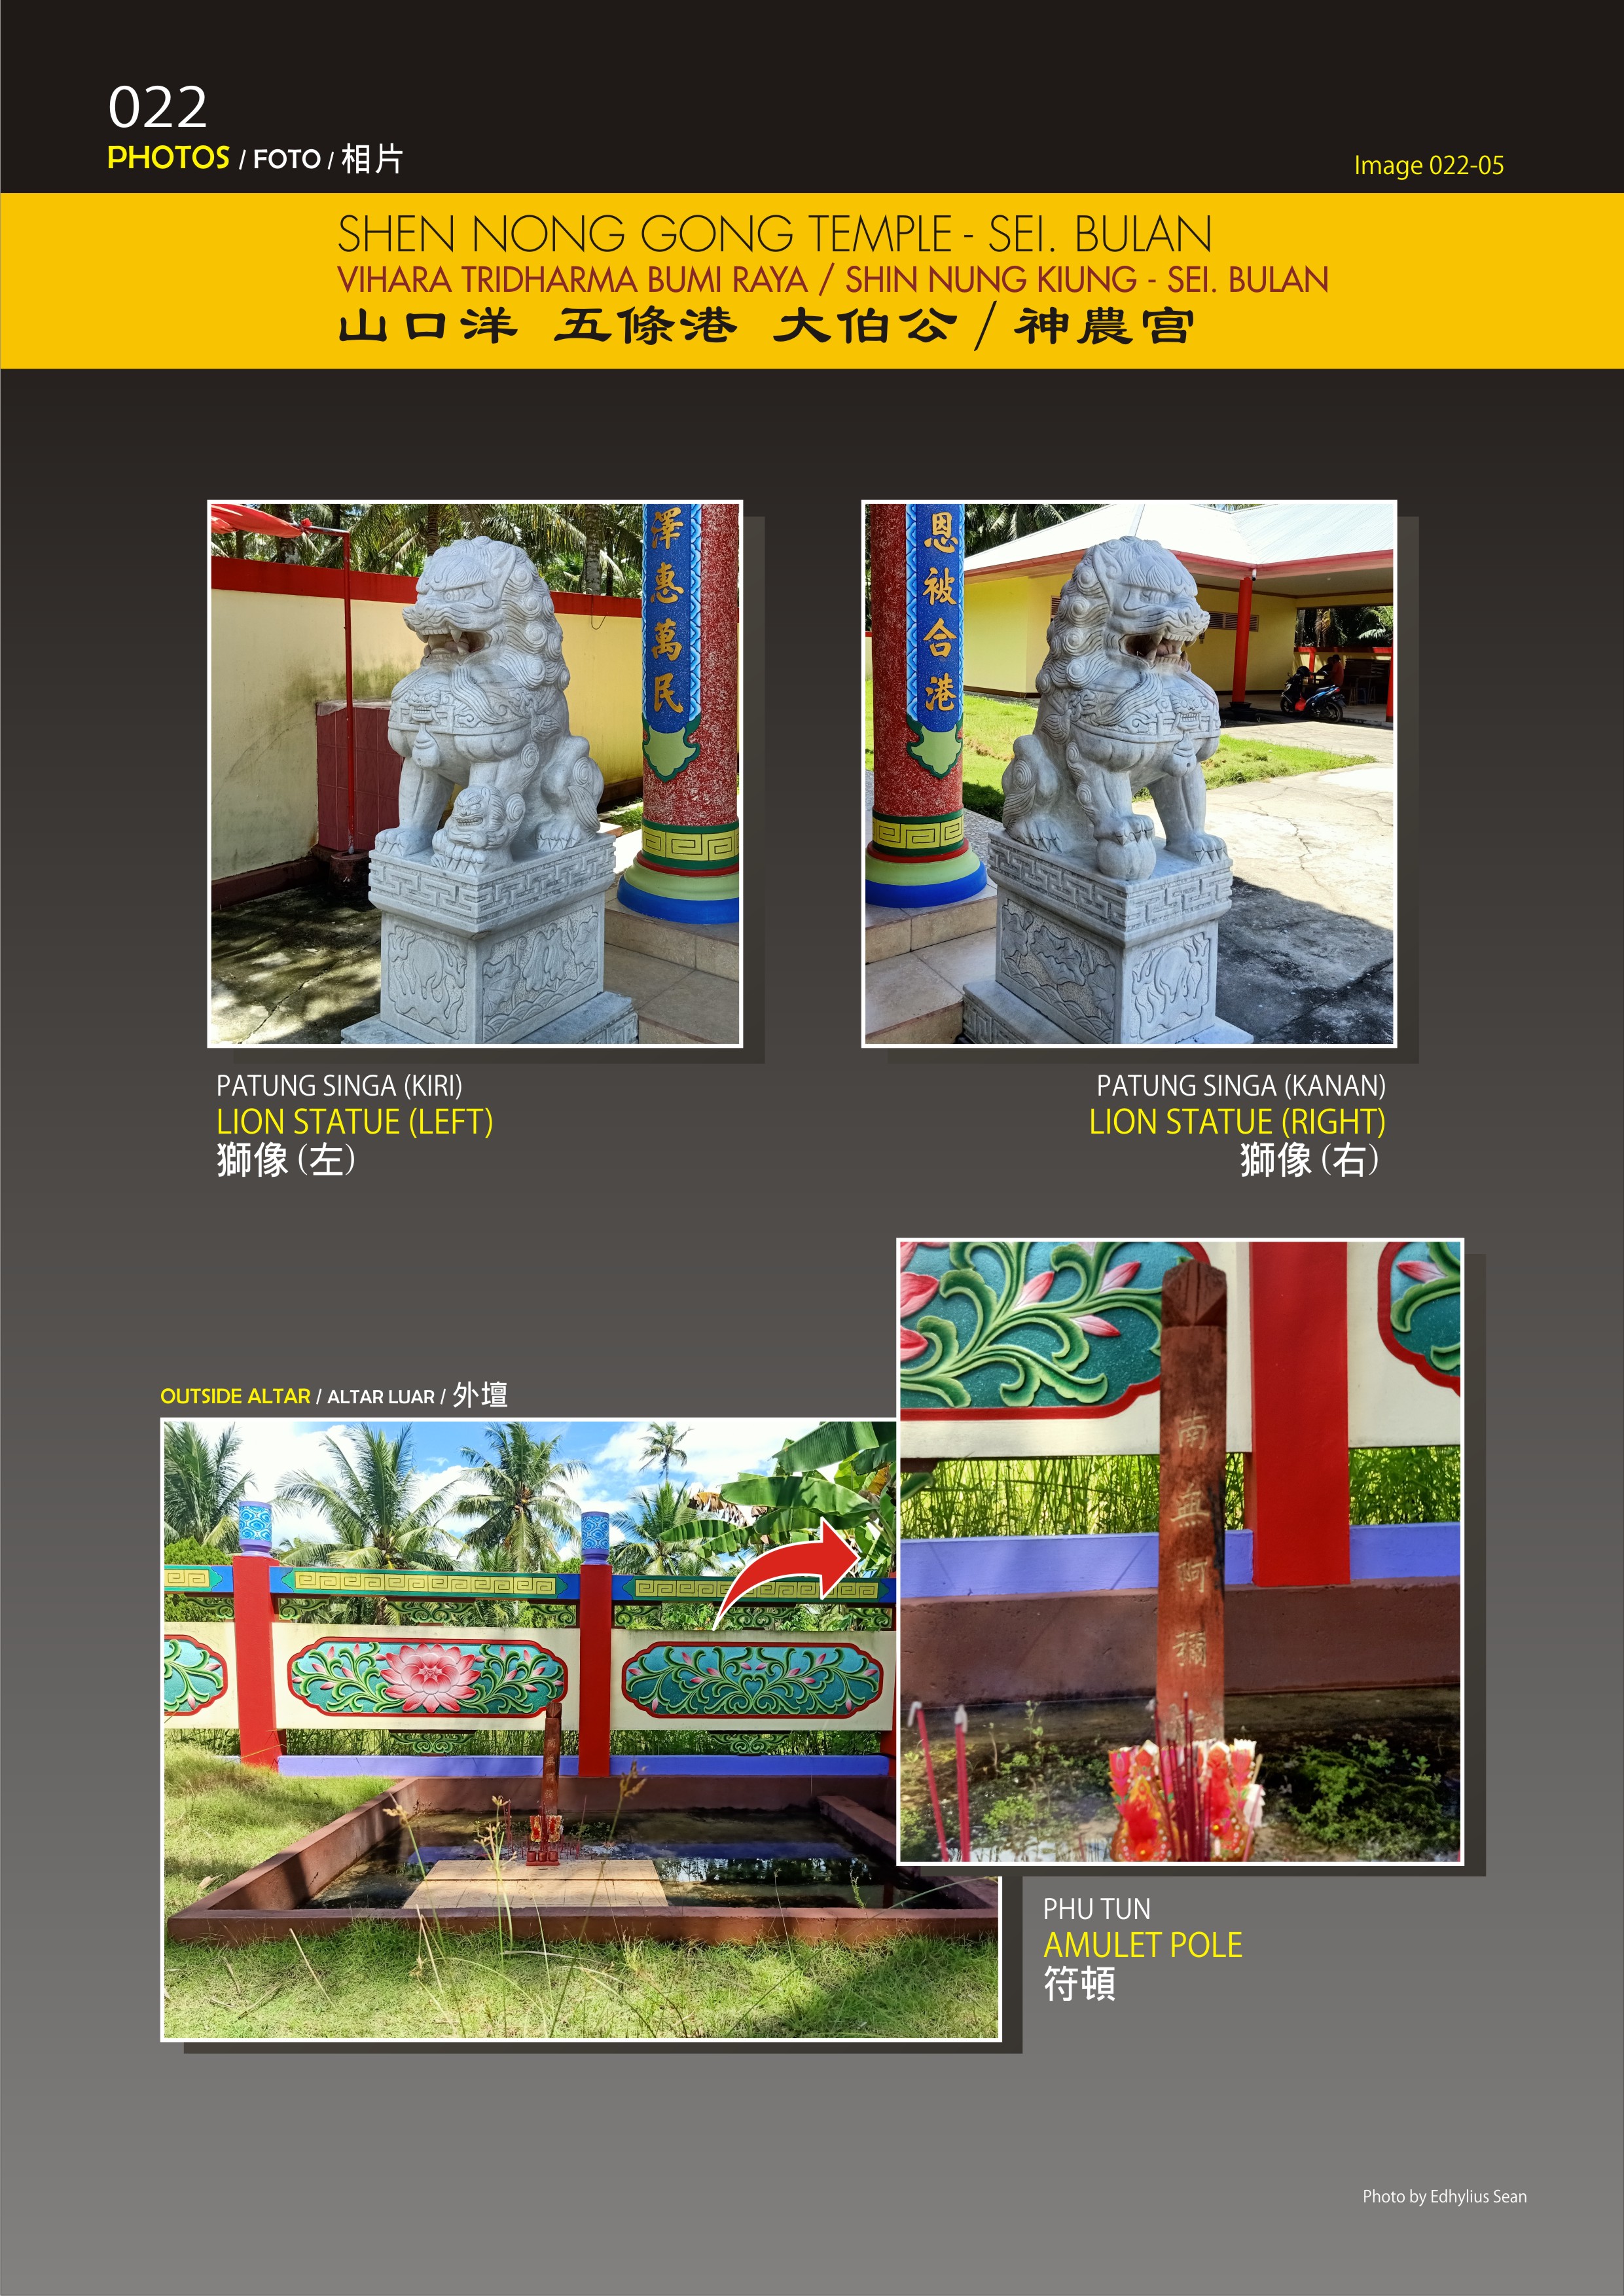 022
PHOTOS / FOTO / 相片
Image 022-05
SHEN NONG GONG TEMPLE - SEI. BULAN
VIHARA TRIDHARMA BUMI RAYA / SHIN NUNG KIUNG - SEI. BULAN
山口洋 五條港 大伯公 / 神農宮
澤惠萬民
恩被合港
PATUNG SINGA (KIRI)
LION STATUE (LEFT)
獅像 (左)
PATUNG SINGA (KANAN)
LION STATUE (RIGHT)
獅像 (右)
OUTSIDE ALTAR / ALTAR LUAR / 外壇
南無阿彌
PHU TUN
AMULET POLE
符頓
Photo by Edhylius Sean